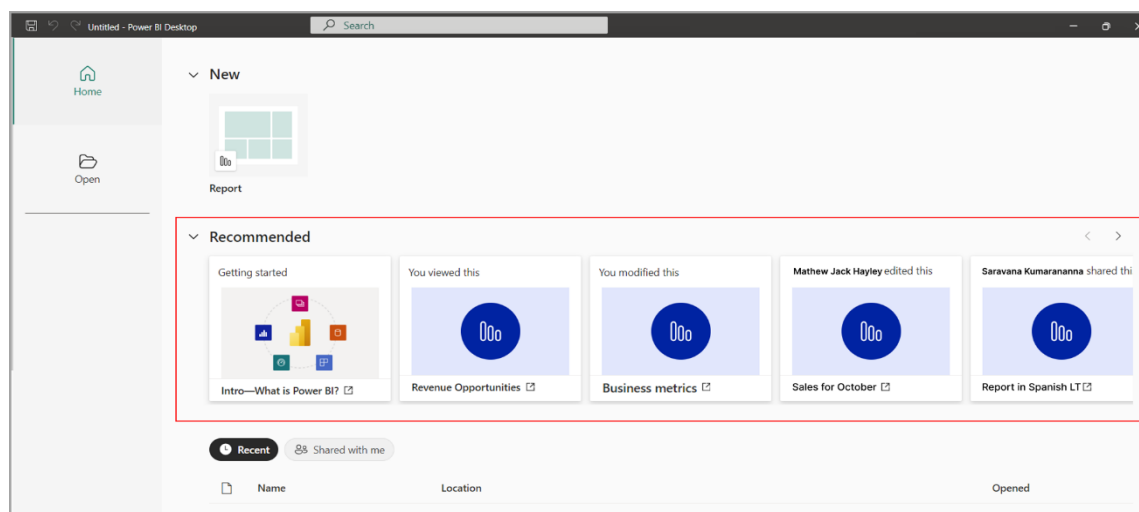 Untitled - Power BI Desktop
Search
Home
Open
New
Report
Recommended
Getting started
You viewed this
You modified this
Mathew Jack Hayley edited this
Saravana Kumarananna shared thi
Intro—What is Power BI?
Revenue Opportunities
Business metrics
Sales for October
Report in Spanish LT
Recent
Shared with me
Name
Location
Opened